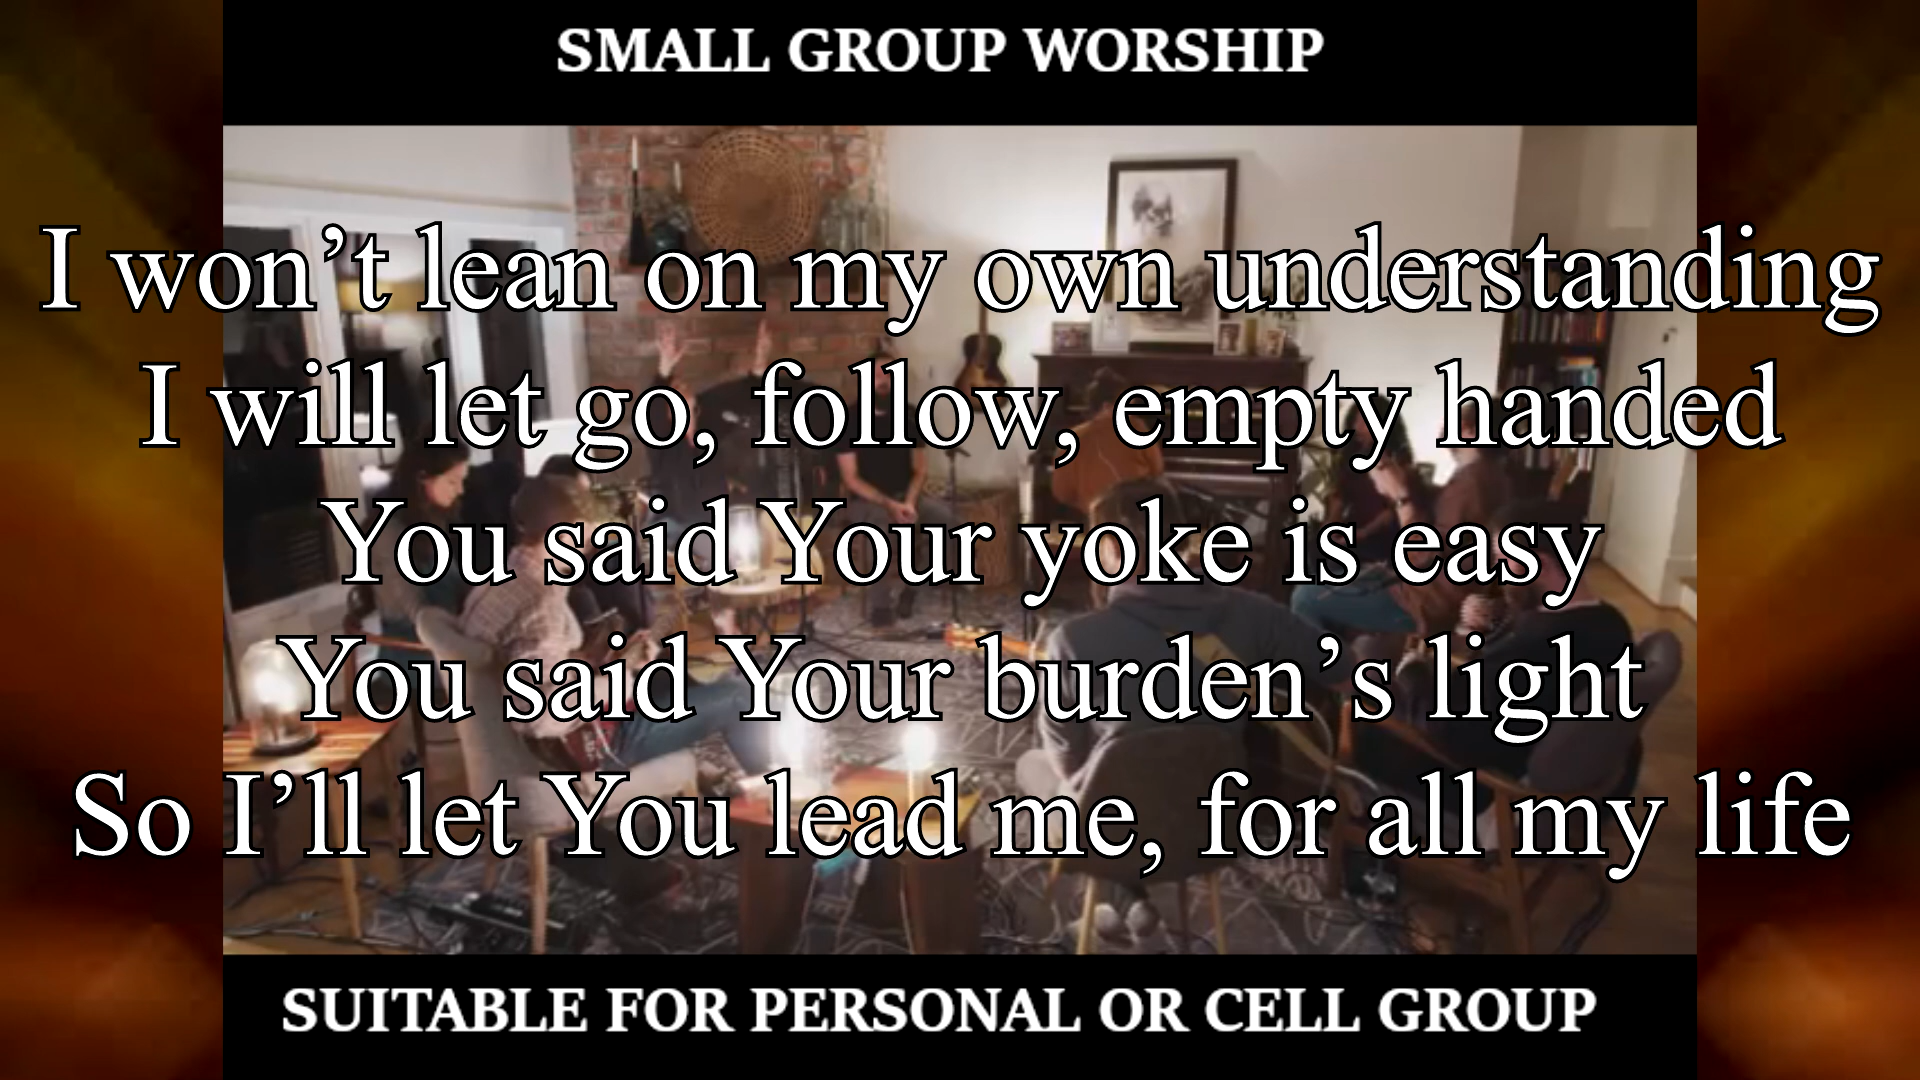 SMALL GROUP WORSHIP
I won’t lean on my own understanding
I will let go, follow, empty handed
You said Your yoke is easy
You said Your burden’s light
So I’ll let You lead me, for all my life
SUITABLE FOR PERSONAL OR CELL GROUP